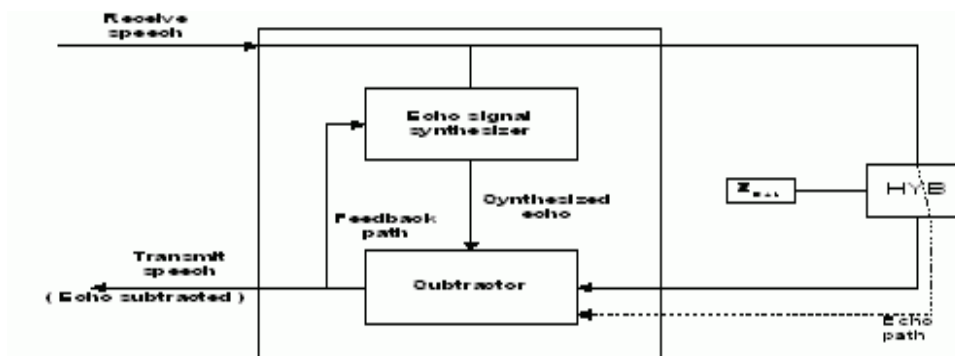 Receive
speech
Echo signal
synthesizer
HYB
Synthesized
echo
Feedback
path
Transmit
speech
( Echo subtracted )
Subtractor
Echo
path